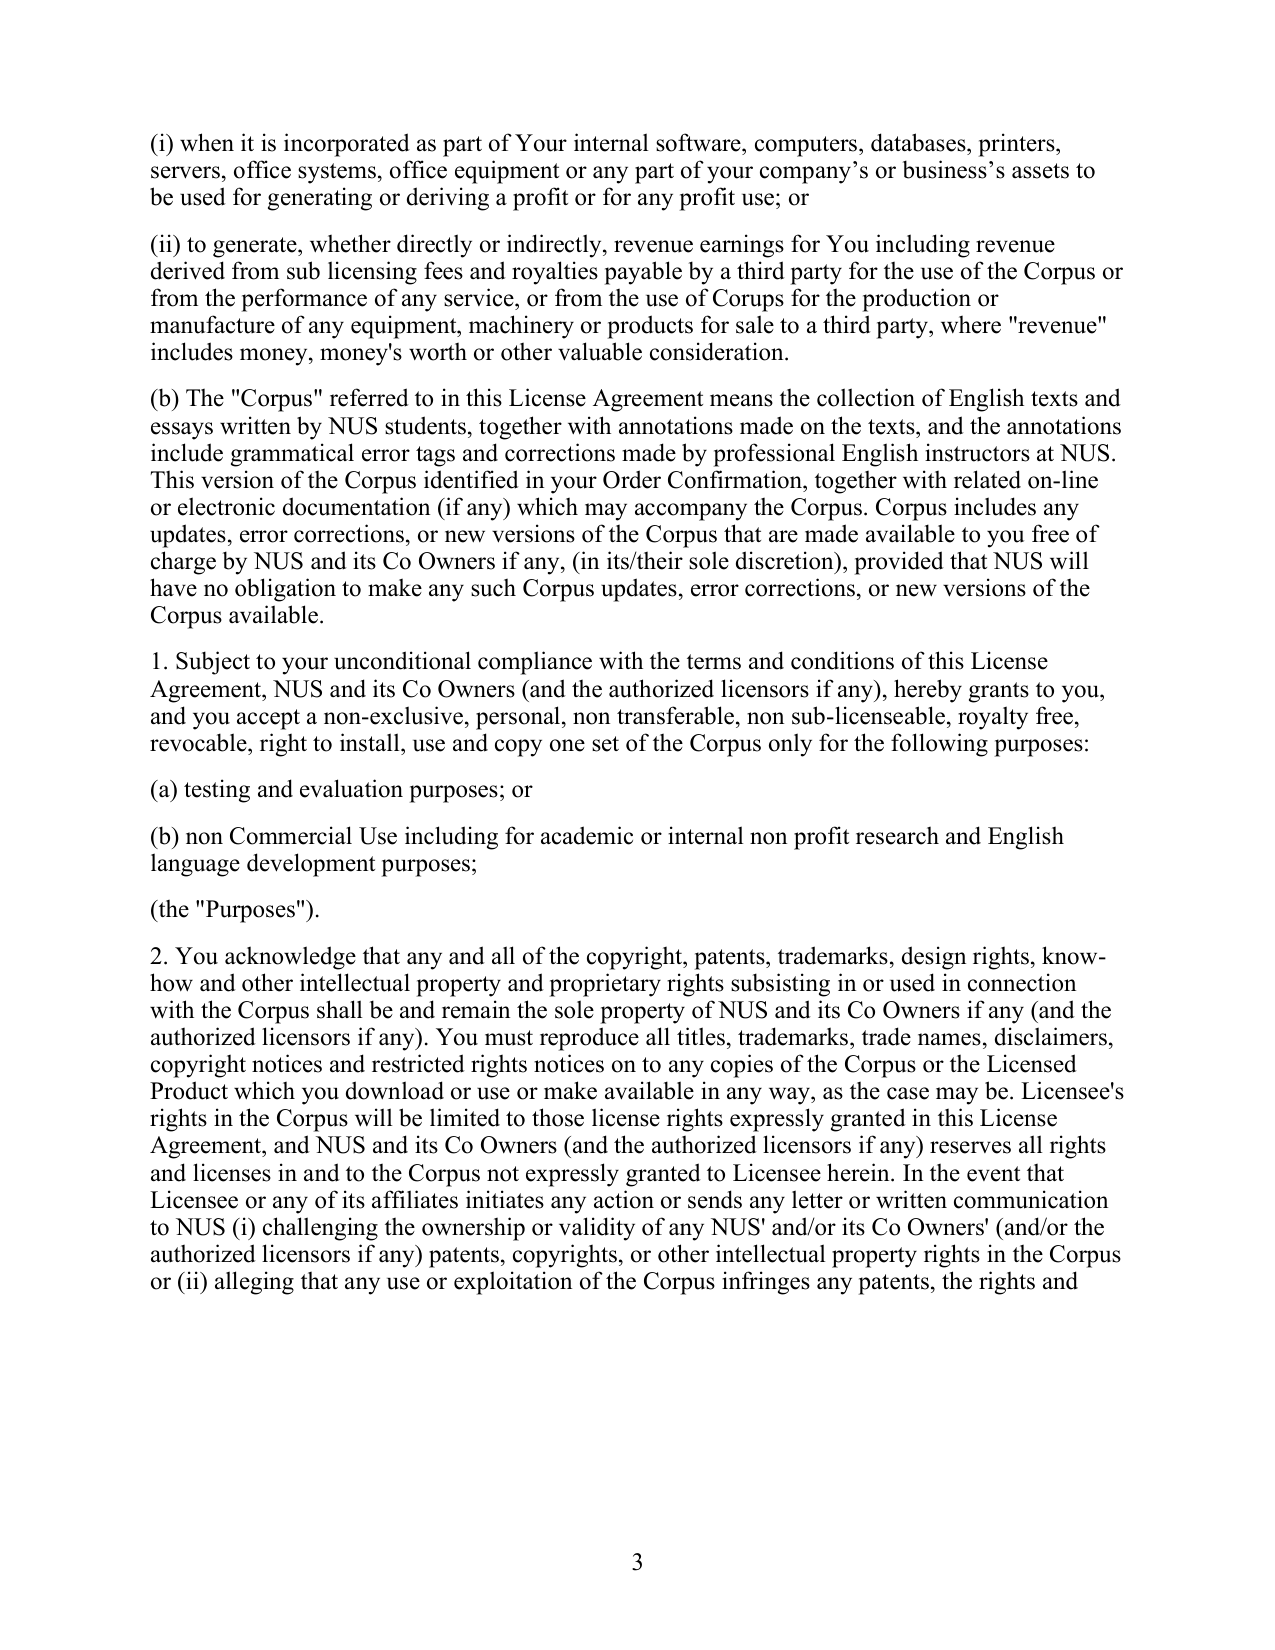 (i) when it is incorporated as part of Your internal software, computers, databases, printers,
servers, office systems, office equipment or any part of your company’s or business’s assets to
be used for generating or deriving a profit or for any profit use; or
(ii) to generate, whether directly or indirectly, revenue earnings for You including revenue
derived from sub licensing fees and royalties payable by a third party for the use of the Corpus or
from the performance of any service, or from the use of Corups for the production or
manufacture of any equipment, machinery or products for sale to a third party, where "revenue"
includes money, money's worth or other valuable consideration.
(b) The "Corpus" referred to in this License Agreement means the collection of English texts and
essays written by NUS students, together with annotations made on the texts, and the annotations
include grammatical error tags and corrections made by professional English instructors at NUS.
This version of the Corpus identified in your Order Confirmation, together with related on-line
or electronic documentation (if any) which may accompany the Corpus. Corpus includes any
updates, error corrections, or new versions of the Corpus that are made available to you free of
charge by NUS and its Co Owners if any, (in its/their sole discretion), provided that NUS will
have no obligation to make any such Corpus updates, error corrections, or new versions of the
Corpus available.
1. Subject to your unconditional compliance with the terms and conditions of this License
Agreement, NUS and its Co Owners (and the authorized licensors if any), hereby grants to you,
and you accept a non-exclusive, personal, non transferable, non sub-licenseable, royalty free,
revocable, right to install, use and copy one set of the Corpus only for the following purposes:
(a) testing and evaluation purposes; or
(b) non Commercial Use including for academic or internal non profit research and English
language development purposes;
(the "Purposes").
2. You acknowledge that any and all of the copyright, patents, trademarks, design rights, know-
how and other intellectual property and proprietary rights subsisting in or used in connection
with the Corpus shall be and remain the sole property of NUS and its Co Owners if any (and the
authorized licensors if any). You must reproduce all titles, trademarks, trade names, disclaimers,
copyright notices and restricted rights notices on to any copies of the Corpus or the Licensed
Product which you download or use or make available in any way, as the case may be. Licensee's
rights in the Corpus will be limited to those license rights expressly granted in this License
Agreement, and NUS and its Co Owners (and the authorized licensors if any) reserves all rights
and licenses in and to the Corpus not expressly granted to Licensee herein. In the event that
Licensee or any of its affiliates initiates any action or sends any letter or written communication
to NUS (i) challenging the ownership or validity of any NUS' and/or its Co Owners' (and/or the
authorized licensors if any) patents, copyrights, or other intellectual property rights in the Corpus
or (ii) alleging that any use or exploitation of the Corpus infringes any patents, the rights and
3